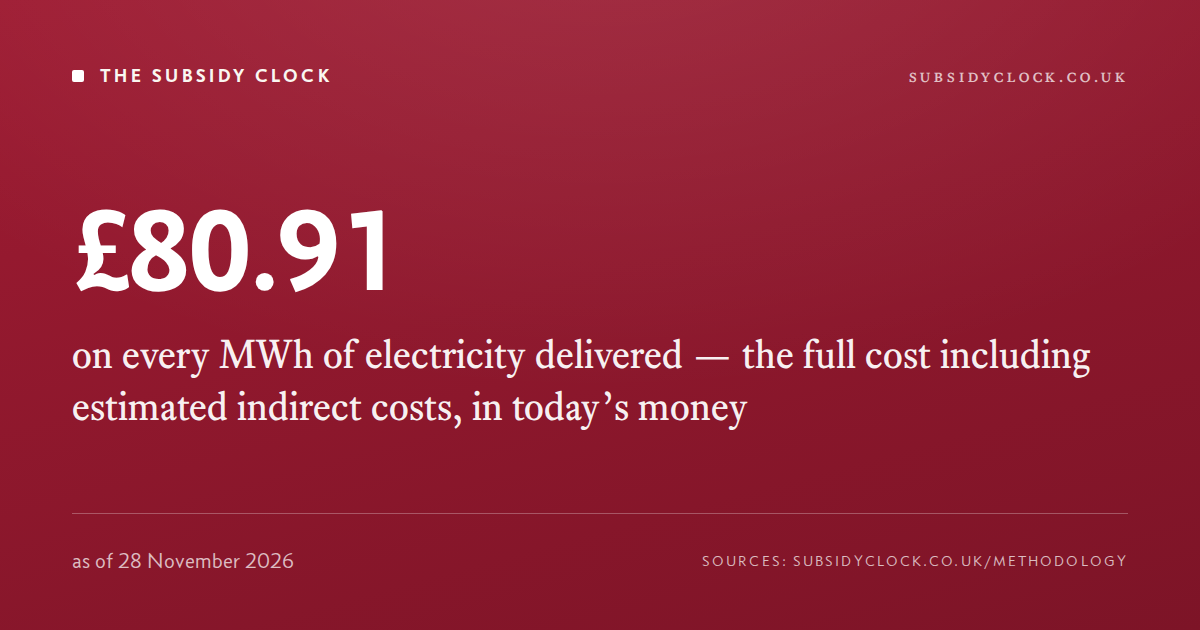 THE SUBSIDY CLOCK
SUBSIDYCLOCK.CO.UK
£80.91
on every MWh of electricity delivered — the full cost including
estimated indirect costs, in today’s money
as of 28 November 2026
SOURCES: SUBSIDYCLOCK.CO.UK/METHODOLOGY